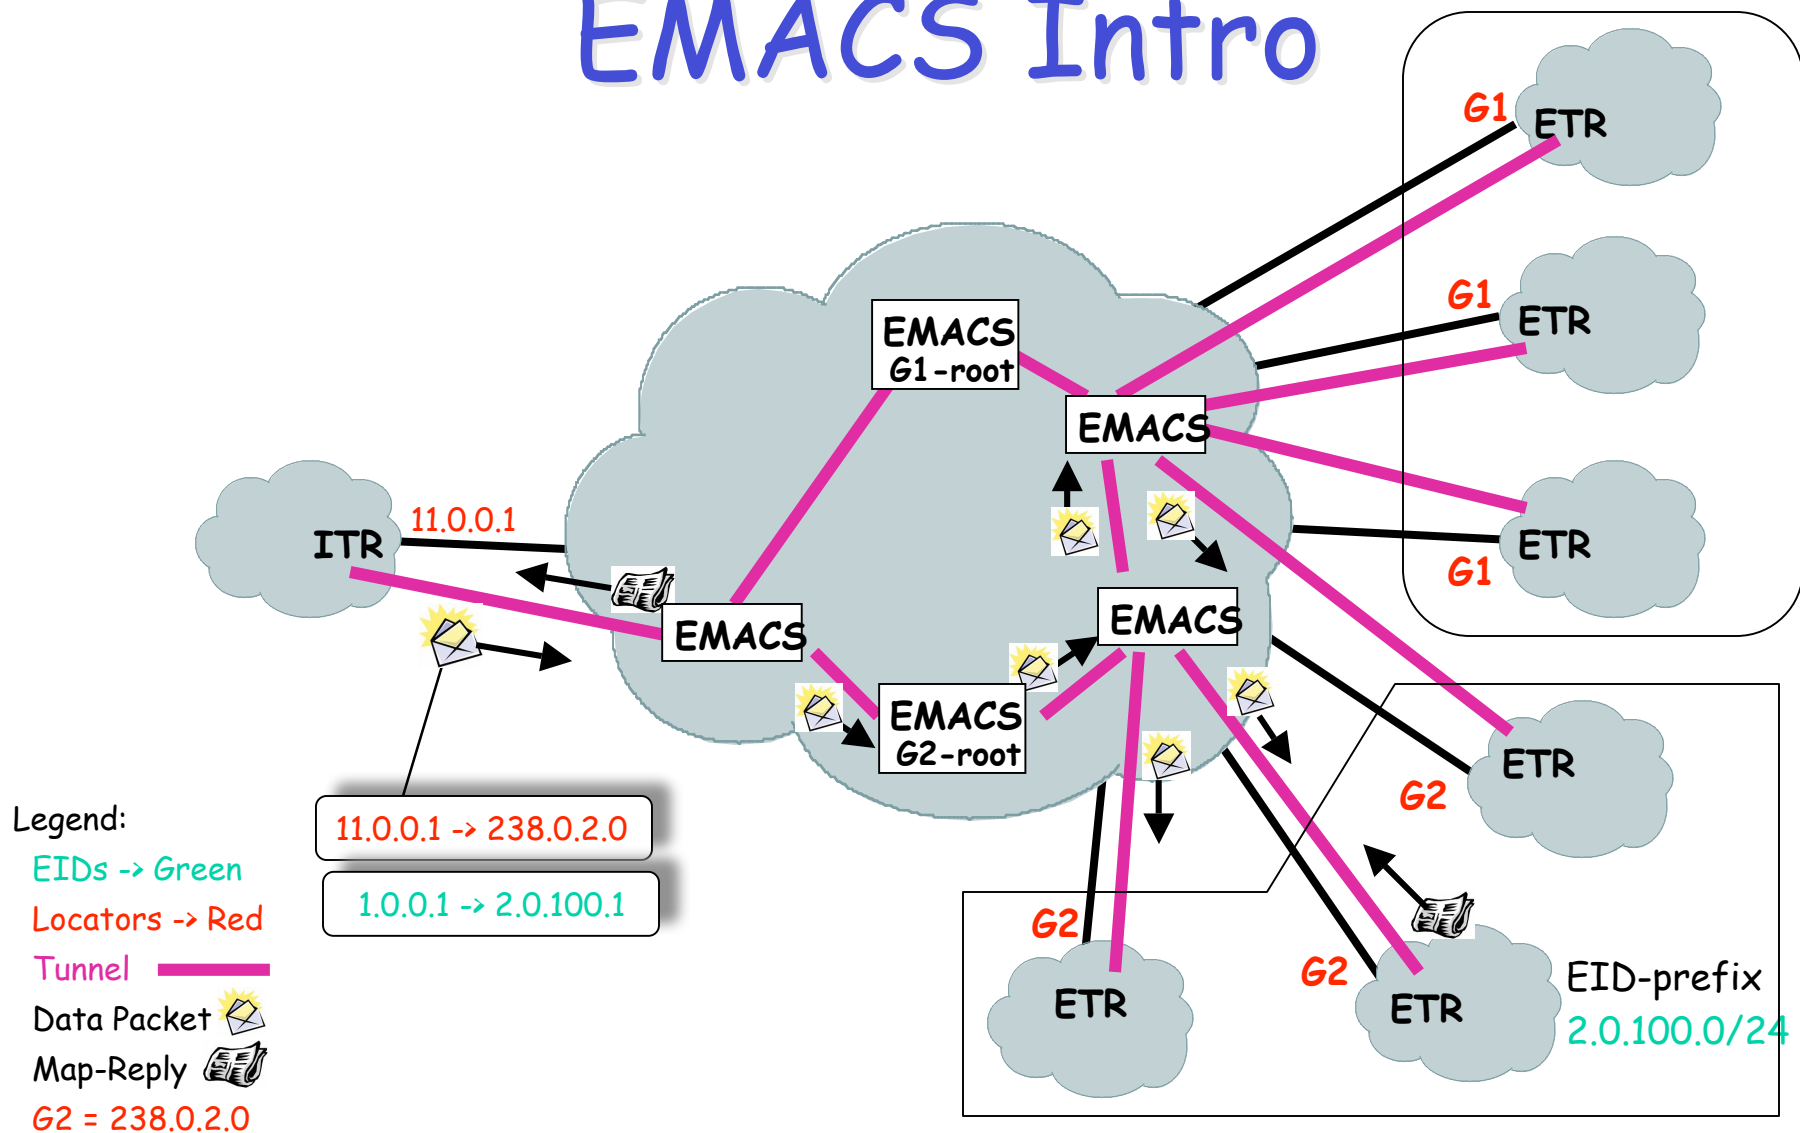 EMACS Intro
G1
ETR
G1
ETR
EMACS
G1-root
EMACS
11.0.0.1
ITR
ETR
G1
EMACS
EMACS
EMACS
G2-root
ETR
G2
Legend:
EIDs -> Green
Locators -> Red
Tunnel
Data Packet
Map-Reply
G2 = 238.0.2.0
11.0.0.1 -> 238.0.2.0
1.0.0.1 -> 2.0.100.1
G2
ETR
G2
ETR
EID-prefix
2.0.100.0/24